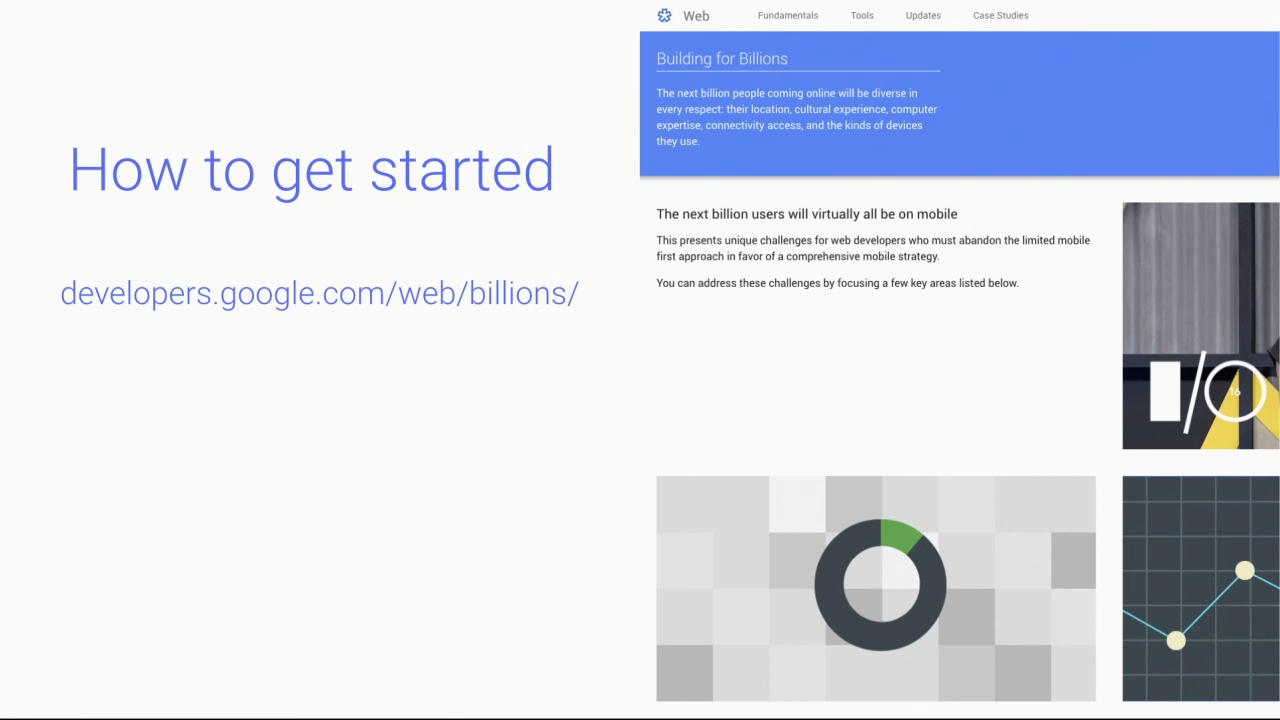 How to get started
developers.google.com/web/billions/
Web
Fundamentals
Tools
Updates
Case Studies
Building for Billions
The next billion people coming online will be diverse in
every respect: their location, cultural experience, computer
expertise, connectivity access, and the kinds of devices
they use.
The next billion users will virtually all be on mobile
This presents unique challenges for web developers who must abandon the limited mobile
first approach in favor of a comprehensive mobile strategy.
You can address these challenges by focusing a few key areas listed below.
I/O
16